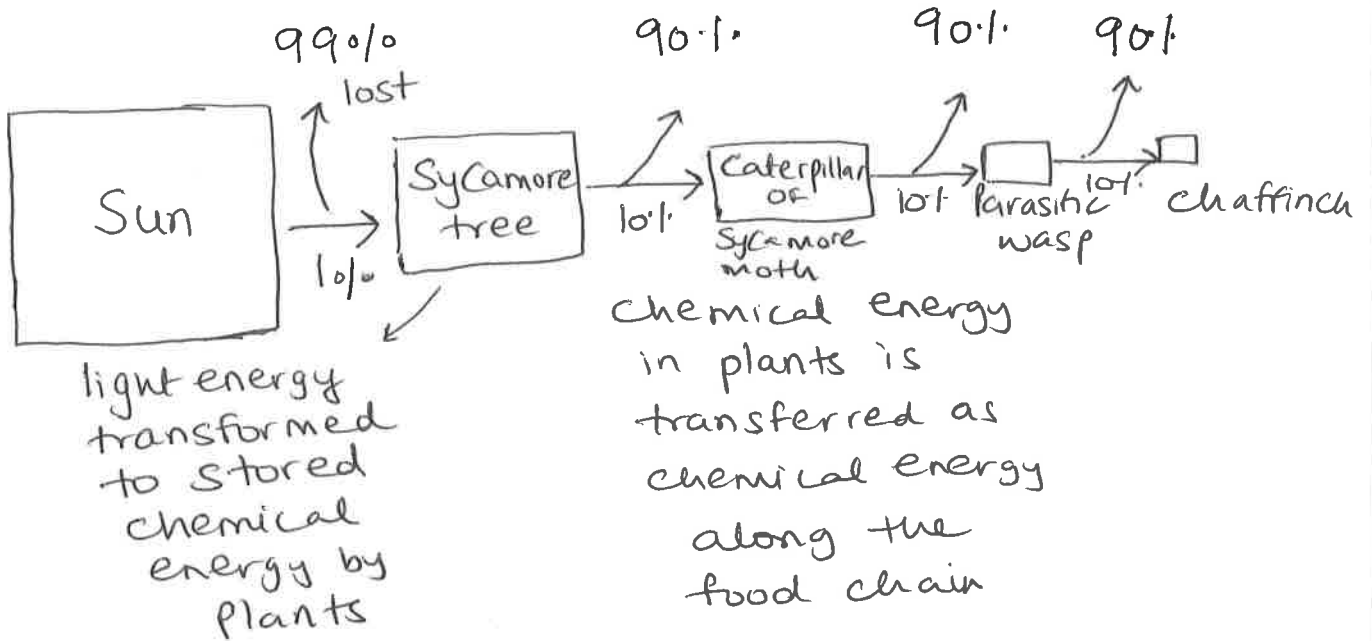 99%
90%
90%
90%
lost
Sun
1%
Sycamore
tree
10%
Caterpillar
of
Sycamore
moth
10%
Parasitic
wasp
10%
chaffinch
light energy
transformed
to stored
chemical
energy by
plants
chemical energy
in plants is
transferred as
chemical energy
along the
food chain